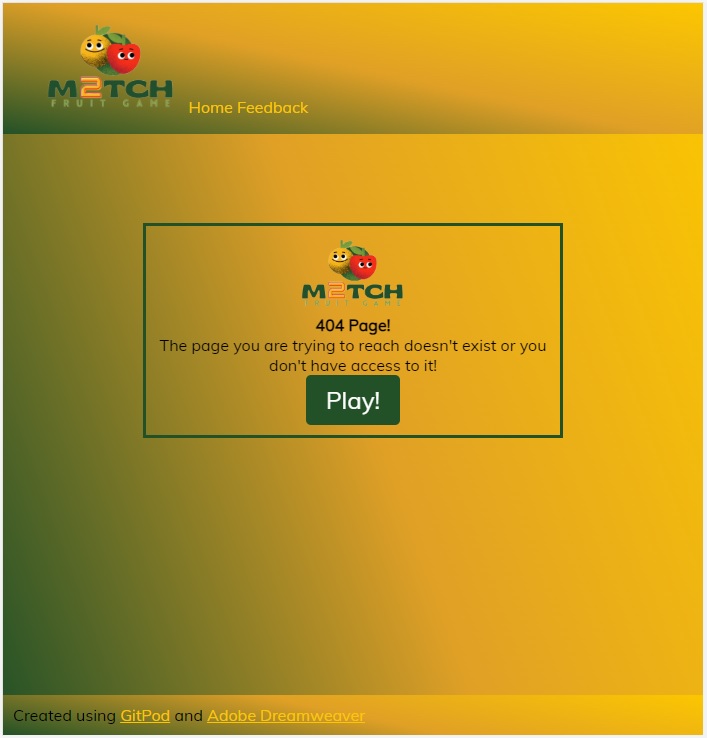 M2TCH
FRUIT GAME
Home Feedback
M2TCH
FRUIT GAME
404 Page!
The page you are trying to reach doesn't exist or you
don't have access to it!
Play!
Created using GitPod and Adobe Dreamweaver